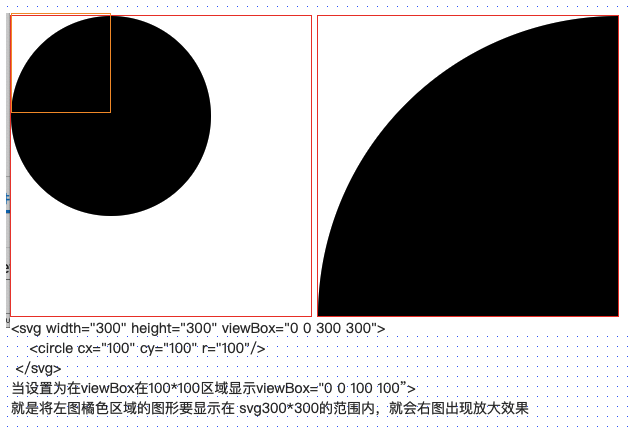 <svg width="300" height="300" viewBox="0 0 300 300">
<circle cx="100" cy="100" r="100"/>
</svg>
当设置为在viewBox在100*100区域显示viewBox="0 0 100 100”>
就是将左图橘色区域的图形要显示在 svg300*300的范围内，就会右图出现放大效果